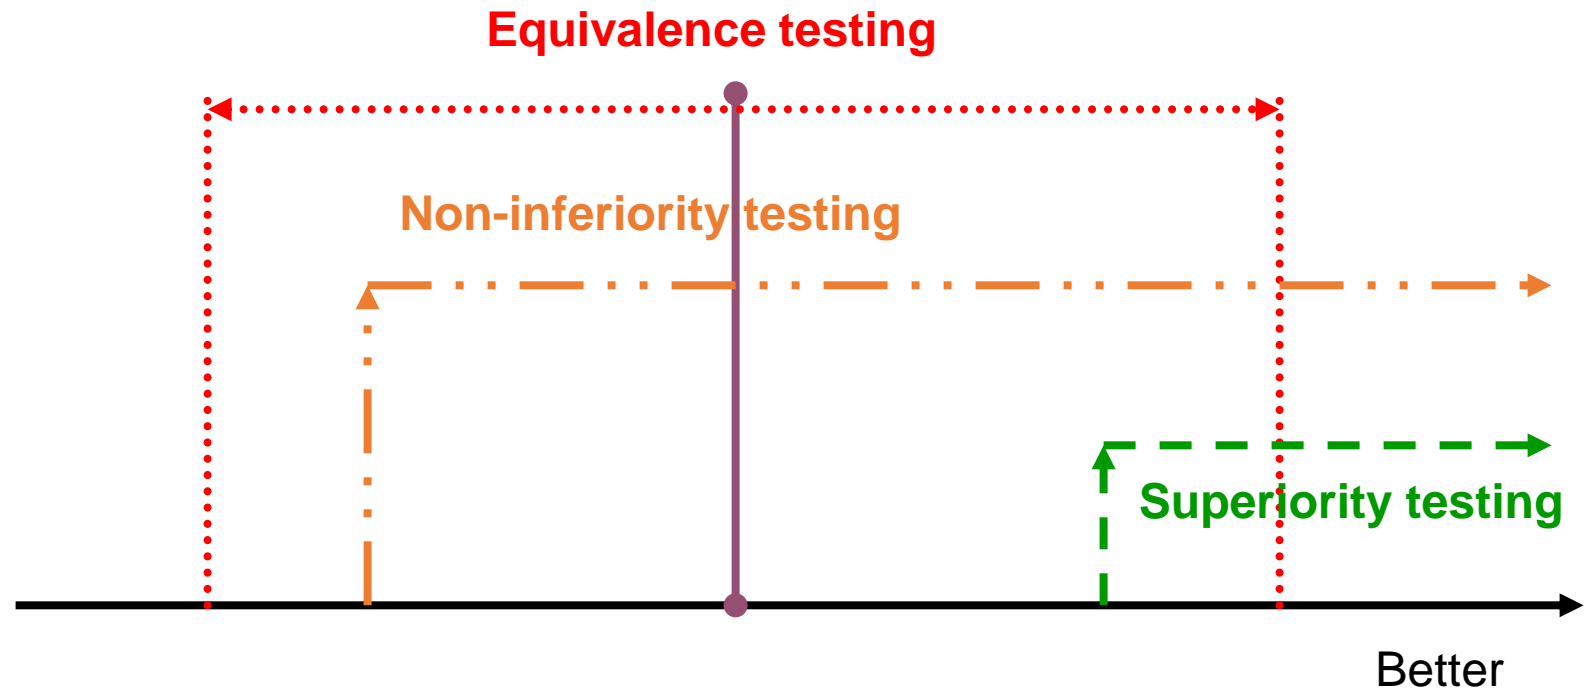 Equivalence testing
Non-inferiority testing
Superiority testing
Better